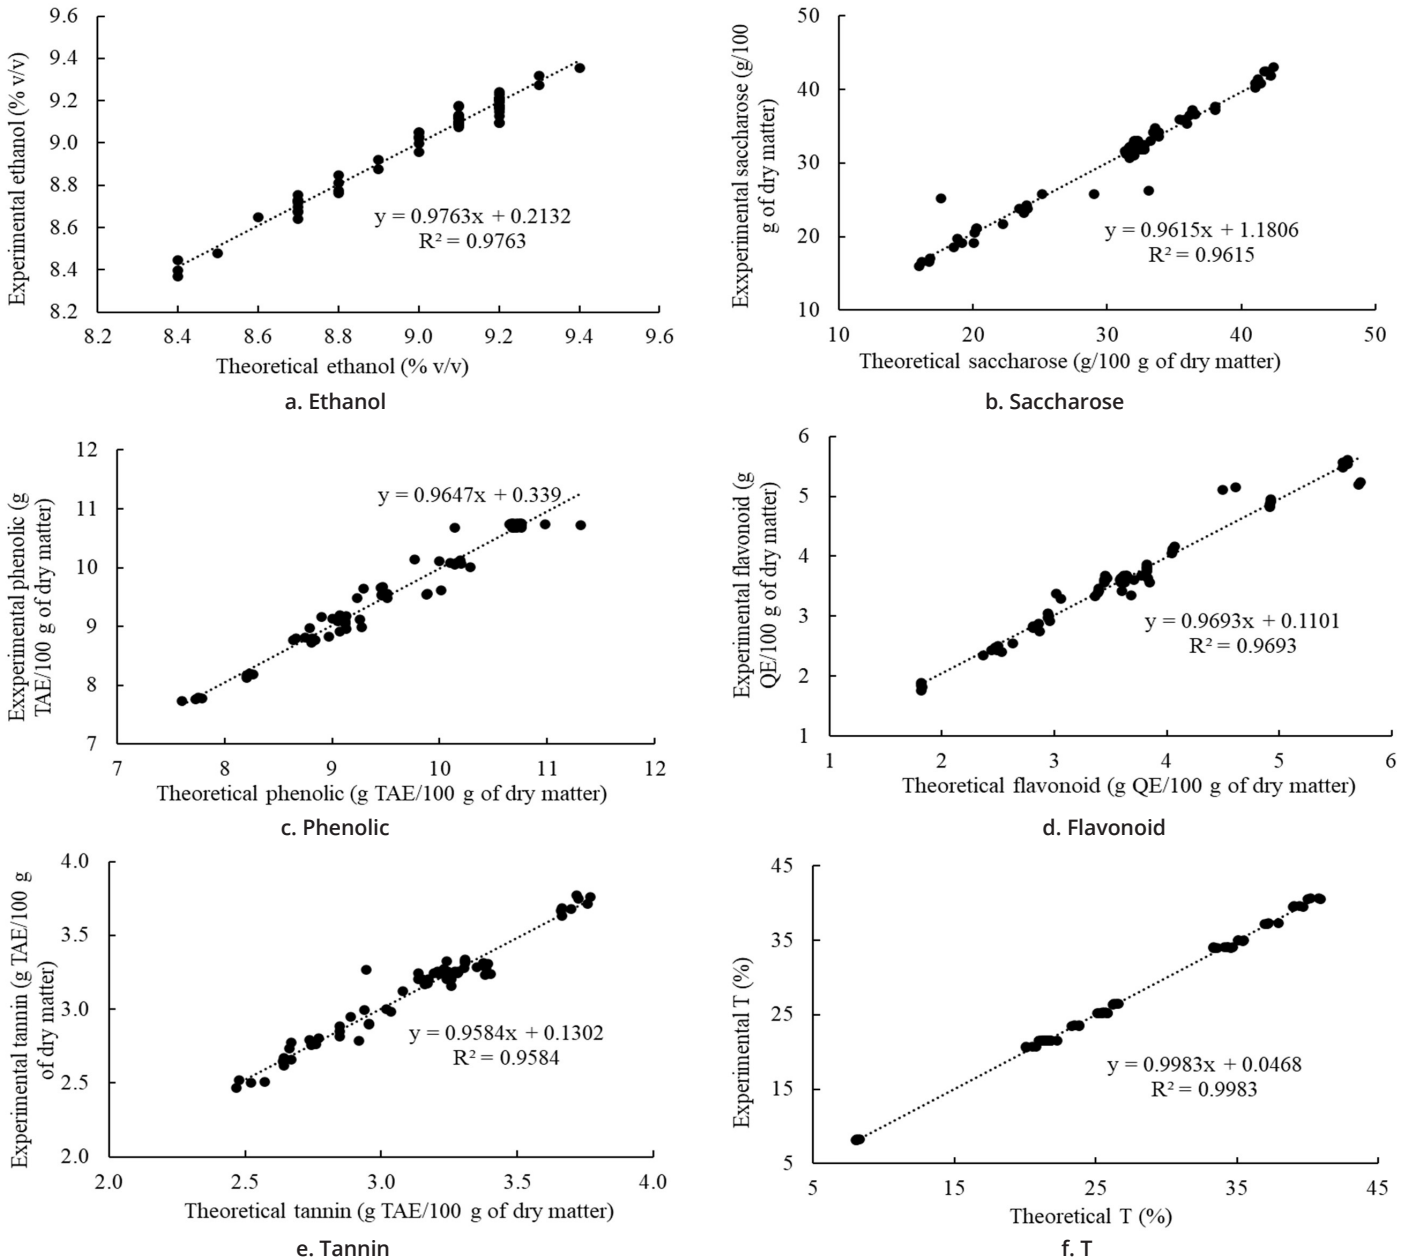 9.6
9.4
9.2
9.0
8.8
8.6
8.4
8.2
Experimental ethanol (% v/v)
y = 0.9763x + 0.2132
R² = 0.9763
8.2 8.4 8.6 8.8 9.0 9.2 9.4 9.6
Theoretical ethanol (% v/v)
a. Ethanol
50
40
30
20
10
Exxperimental saccharose (g/100
g of dry matter)
y = 0.9615x + 1.1806
R² = 0.9615
10 20 30 40 50
Theoretical saccharose (g/100 g of dry matter)
b. Saccharose
12
11
10
9
8
7
Exxperimental phenolic (g
TAE/100 g of dry matter)
y = 0.9647x + 0.339
7 8 9 10 11 12
Theoretical phenolic (g TAE/100 g of dry matter)
c. Phenolic
6
5
4
3
2
1
Experimental flavonoid (g
QE/100 g of dry matter)
y = 0.9693x + 0.1101
R² = 0.9693
1 2 3 4 5 6
Theoretical flavonoid (g QE/100 g of dry matter)
d. Flavonoid
4.0
3.5
3.0
2.5
2.0
Experimental tannin (g TAE/100 g
of dry matter)
y = 0.9584x + 0.1302
R² = 0.9584
2.0 2.5 3.0 3.5 4.0
Theoretical tannin (g TAE/100 g of dry matter)
e. Tannin
45
35
25
15
5
Experimental T (%)
y = 0.9983x + 0.0468
R² = 0.9983
5 15 25 35 45
Theoretical T (%)
f. T